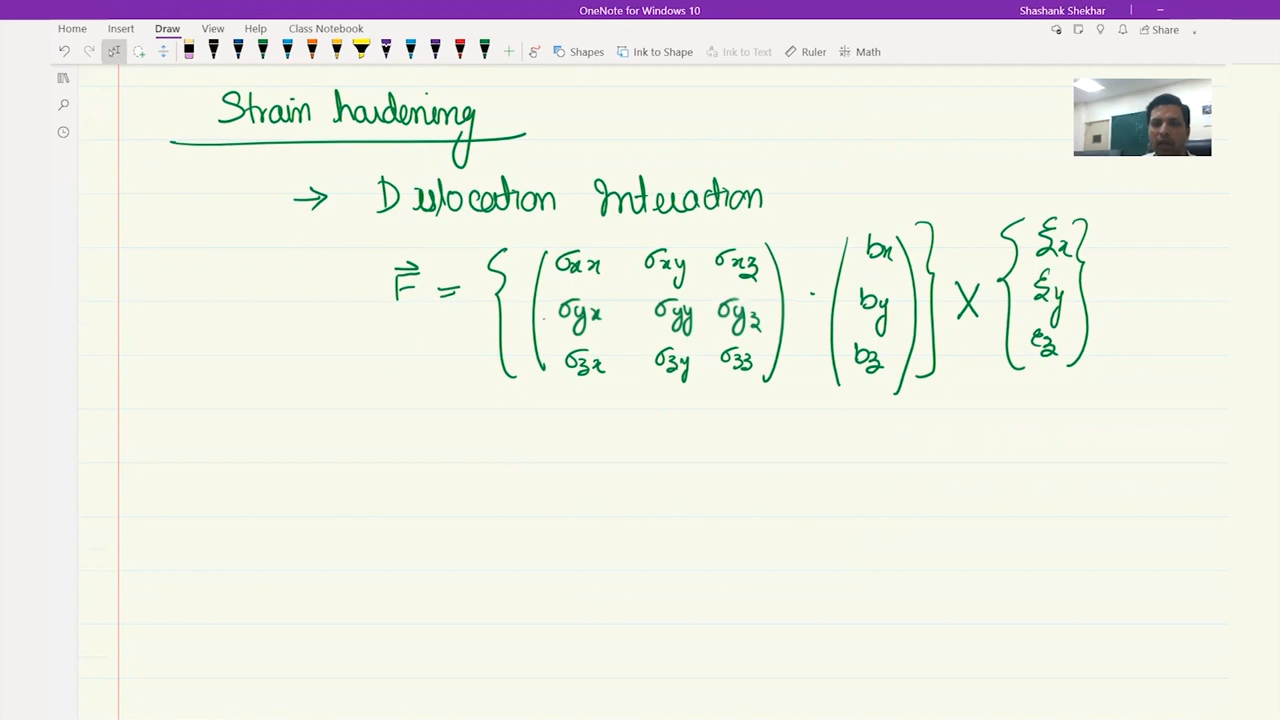 OneNote for Windows 10
Shashank Shekhar
Home Insert Draw View Help Class Notebook
Share
Shapes Ink to Shape Ink to Text Ruler Math
Strain hardening
→ Dislocation Interaction
F⃗ = { ( σxx σxy σxz
σyx σyy σyz
σzx σzy σzz ) · ( bx
by
bz ) } X { ξx
ξy
ξz }